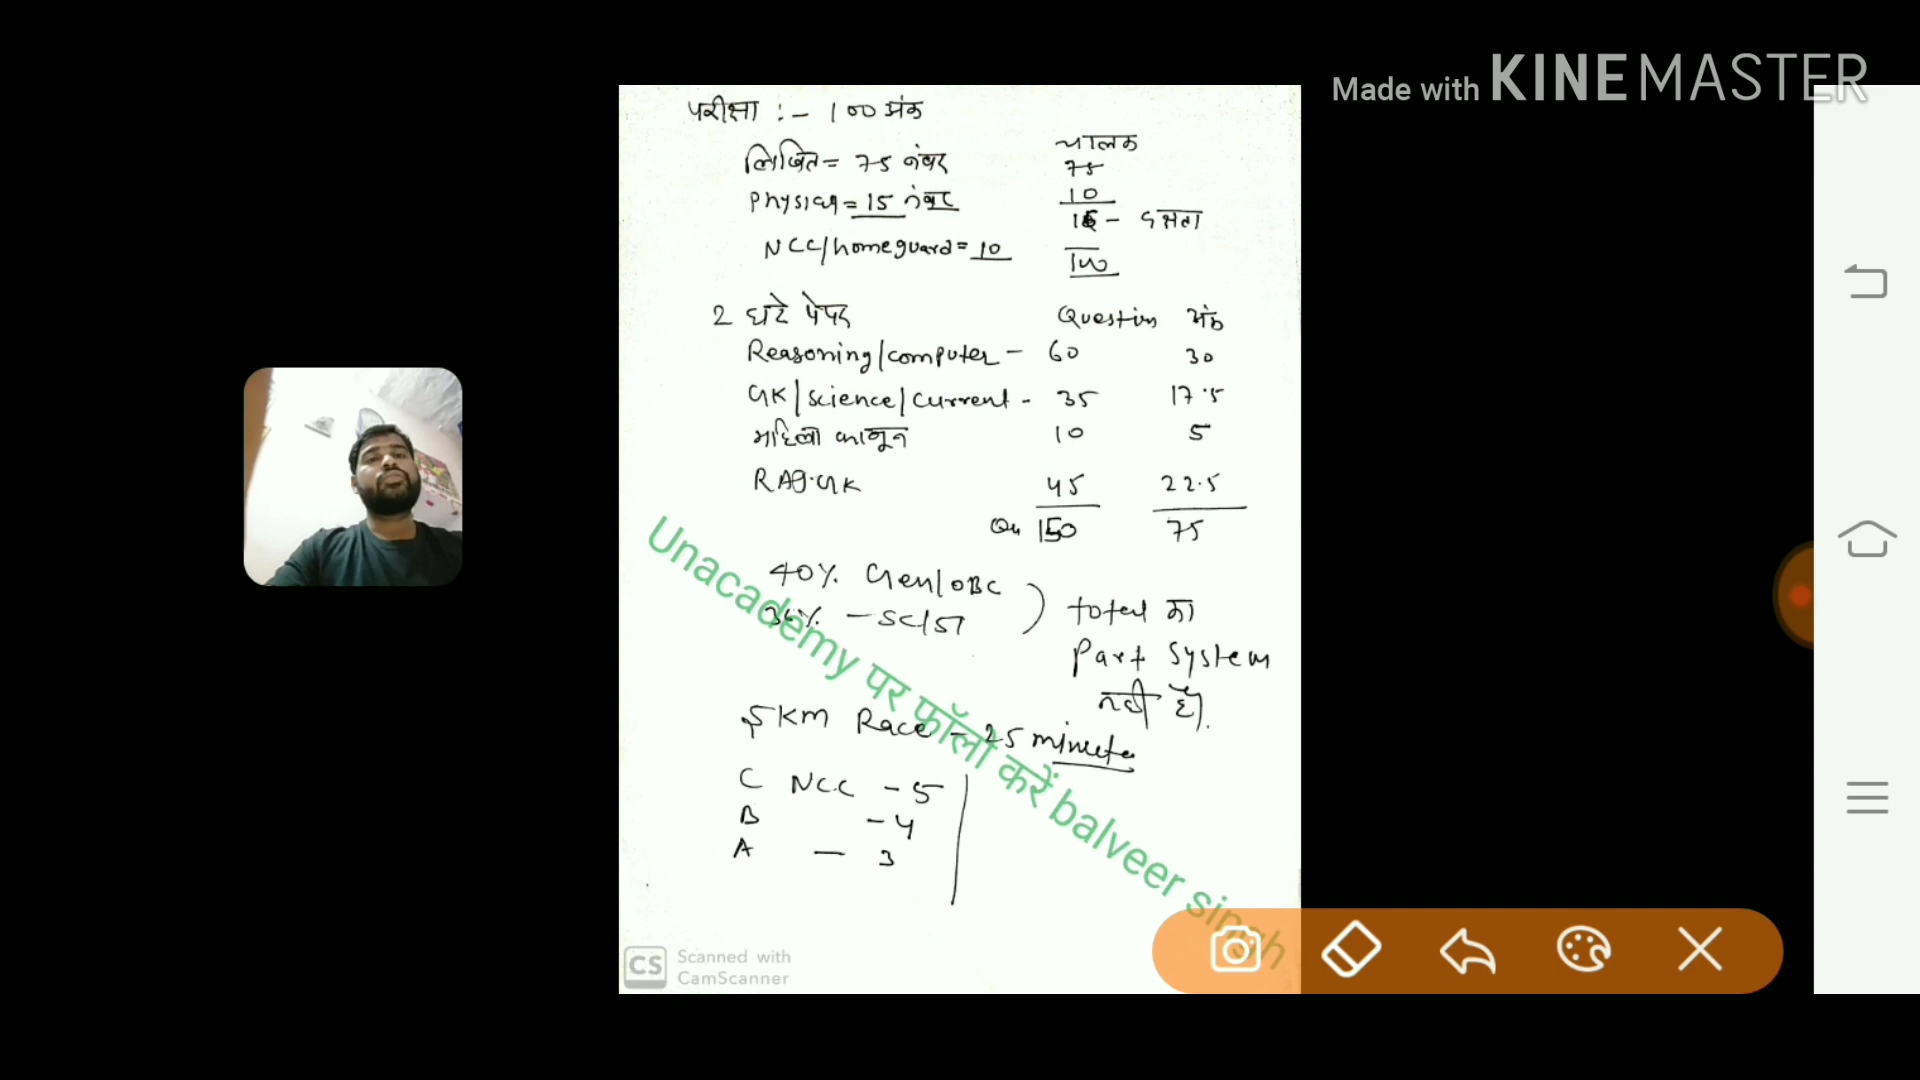 Made with KINEMASTER
परीक्षा :- 100 अंक
लिखित = 75 नंबर
Physical = 15 नंबर
NCC/homeguard = 10
चालक
75
10
15 - दक्षता
100
2 घंटे पेपर Question अंक
Reasoning/computer - 60 30
GK/science/current - 35 17.5
महिला कानून 10 5
RAJ.GK 45 22.5
Qu 150 75
40% Gen/OBC
36% - SC/ST
total का
Part System
नहीं है।
5 km Race - 25 minute
C NCC - 5
B - 4
A - 3
Unacademy पर फॉलो करें balveer singh
CS Scanned with
CamScanner